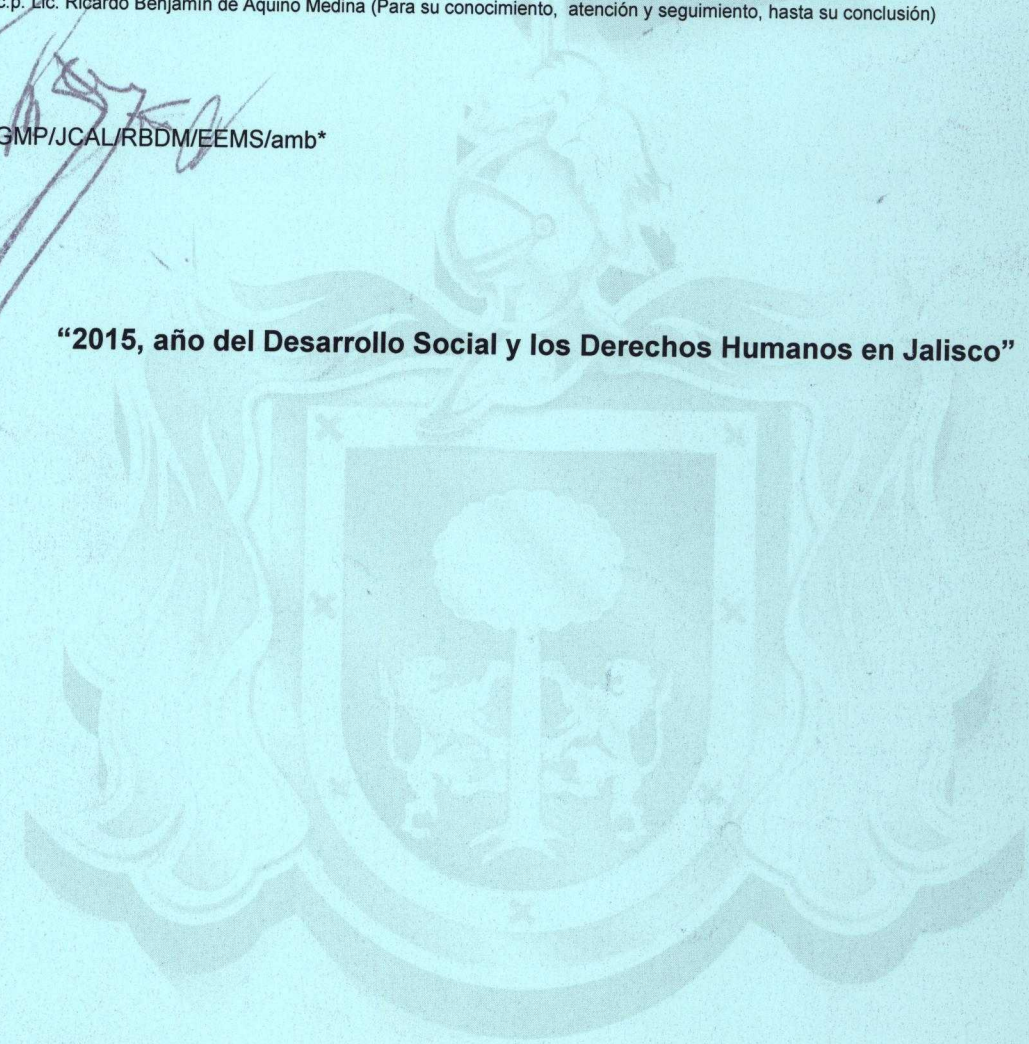 c.p. Lic. Ricardo Benjamín de Aquino Medina (Para su conocimiento, atención y seguimiento, hasta su conclusión)
GMP/JCAL/RBDM/EEMS/amb*
“2015, año del Desarrollo Social y los Derechos Humanos en Jalisco”